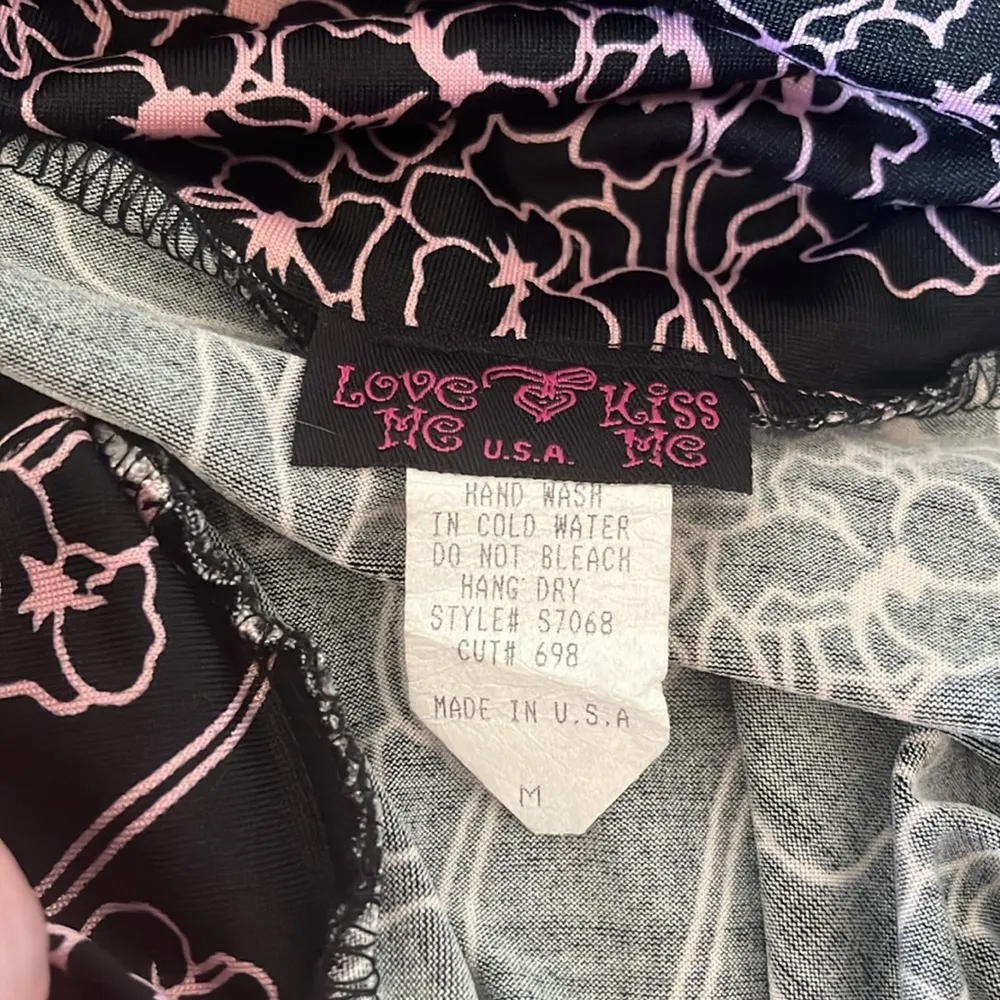 LOVE KiSS
ME U.S.A. ME
HAND WASH
IN COLD WATER
DO NOT BLEACH
HANG DRY
STYLE# S7068
CUT# 698
MADE IN U.S.A
M